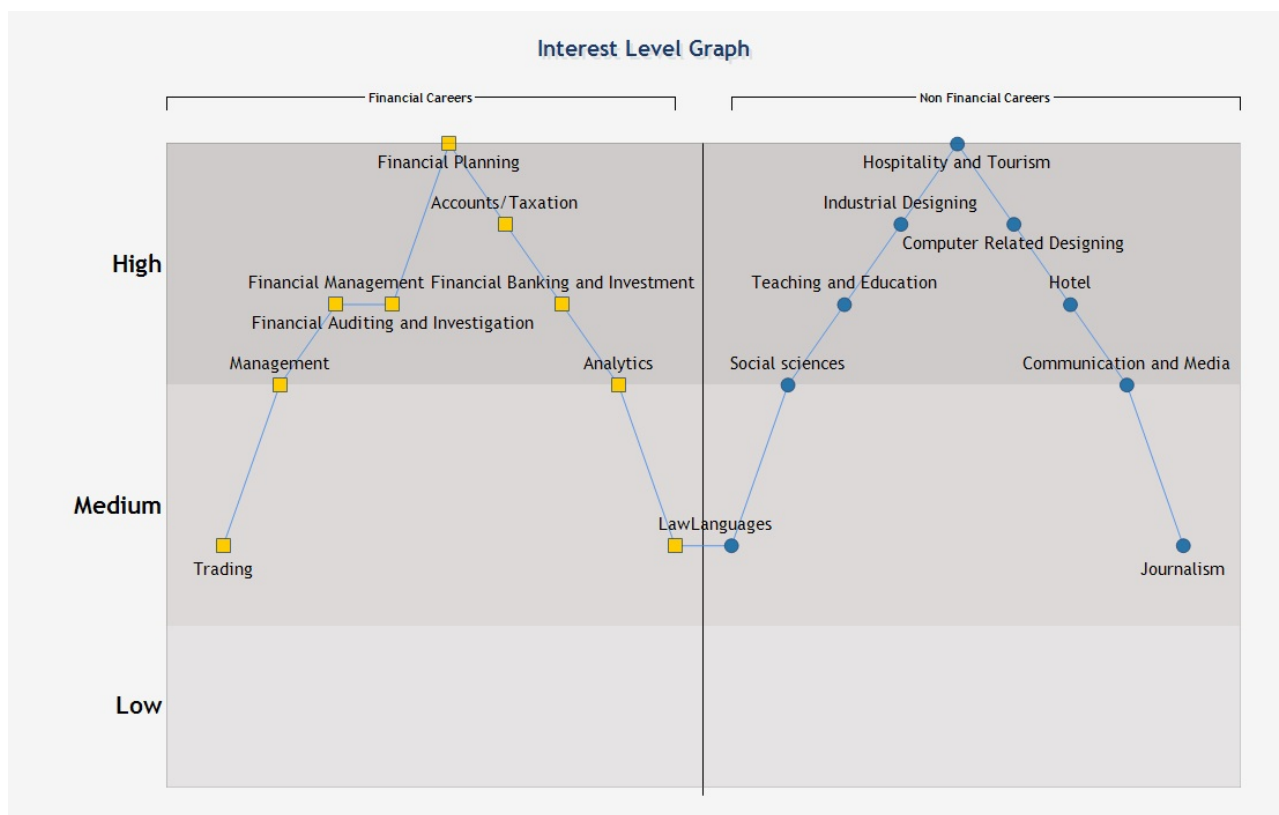 Interest Level Graph
Financial Careers
Non Financial Careers
Financial Planning
Hospitality and Tourism
Accounts/Taxation
Industrial Designing
Computer Related Designing
High
Financial Management
Financial Banking and Investment
Teaching and Education
Hotel
Financial Auditing and Investigation
Management
Analytics
Social sciences
Communication and Media
Medium
Law
Languages
Trading
Journalism
Low